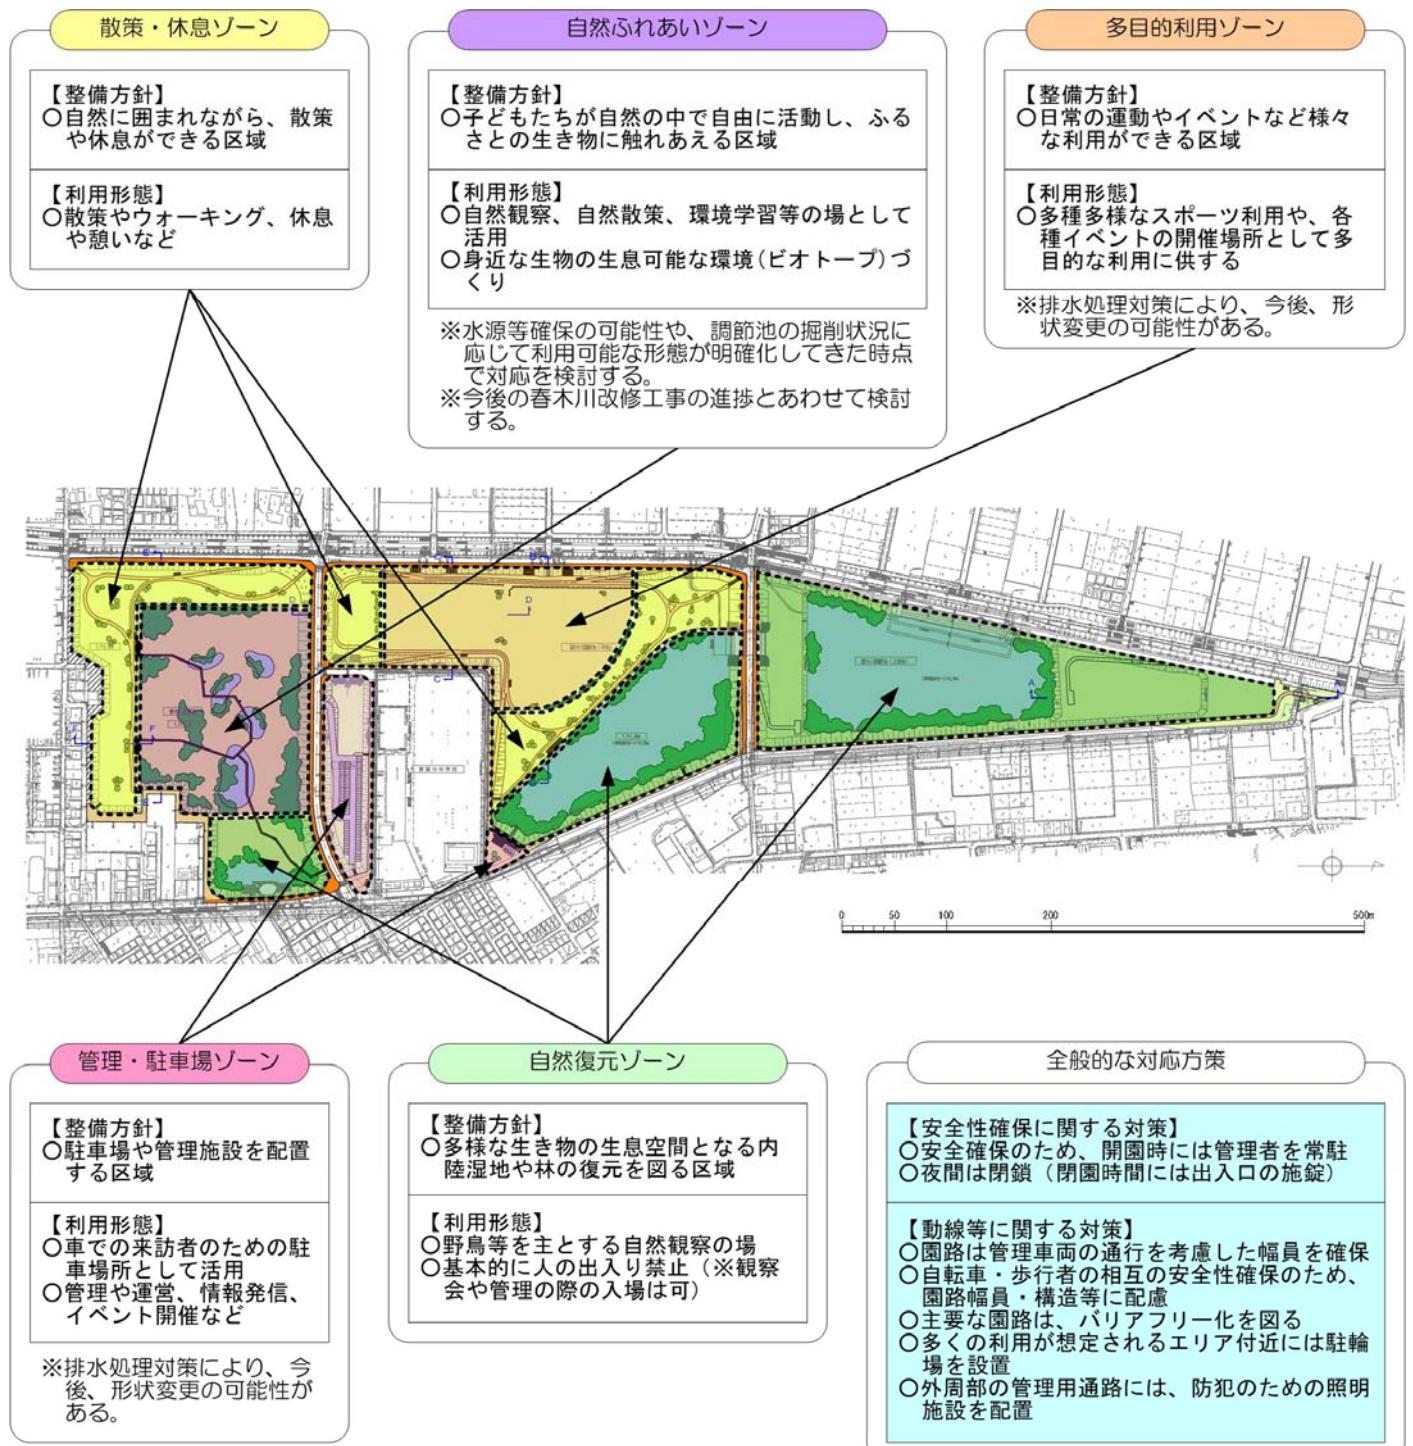 散策・休息ゾーン
【整備方針】
〇自然に囲まれながら、散策
や休息ができる区域
【利用形態】
〇散策やウォーキング、休息
や憩いなど
自然ふれあいゾーン
【整備方針】
〇子どもたちが自然の中で自由に活動し、ふる
さとの生き物に触れあえる区域
【利用形態】
〇自然観察、自然散策、環境学習等の場として
活用
〇身近な生物の生息可能な環境(ビオトープ)づ
くり
※水源等確保の可能性や、調節池の掘削状況に
応じて利用可能な形態が明確化してきた時点
で対応を検討する。
※今後の春木川改修工事の進捗とあわせて検討
する。
多目的利用ゾーン
【整備方針】
〇日常の運動やイベントなど様々
な利用ができる区域
【利用形態】
〇多種多様なスポーツ利用や、各
種イベントの開催場所として多
目的な利用に供する
※排水処理対策により、今後、形
状変更の可能性がある。
E
C
B
D
D
C
A
A
F
F
E
0 50 100 200 500m
管理・駐車場ゾーン
【整備方針】
〇駐車場や管理施設を配置
する区域
【利用形態】
〇車での来訪者のための駐
車場所として活用
〇管理や運営、情報発信、
イベント開催など
※排水処理対策により、今
後、形状変更の可能性が
ある。
自然復元ゾーン
【整備方針】
〇多様な生き物の生息空間となる内
陸湿地や林の復元を図る区域
【利用形態】
〇野鳥等を主とする自然観察の場
〇基本的に人の出入り禁止（※観察
会や管理の際の入場は可）
全般的な対応方策
【安全性確保に関する対策】
〇安全確保のため、開園時には管理者を常駐
〇夜間は閉鎖（閉園時間には出入口の施錠）
【動線等に関する対策】
〇園路は管理車両の通行を考慮した幅員を確保
〇自転車・歩行者の相互の安全性確保のため、
園路幅員・構造等に配慮
〇主要な園路は、バリアフリー化を図る
〇多くの利用が想定されるエリア付近には駐輪
場を設置
〇外周部の管理用通路には、防犯のための照明
施設を配置